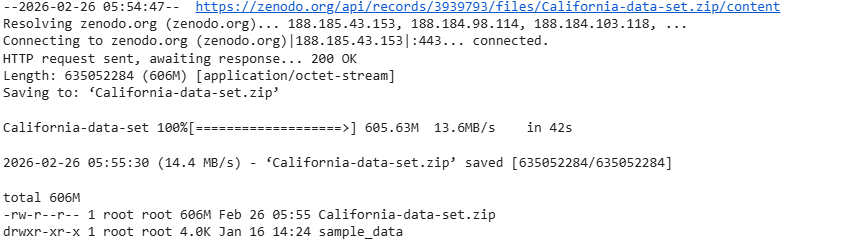 --2026-02-26 05:54:47--  https://zenodo.org/api/records/3939793/files/California-data-set.zip/content
Resolving zenodo.org (zenodo.org)... 188.185.43.153, 188.184.98.114, 188.184.103.118, ...
Connecting to zenodo.org (zenodo.org)|188.185.43.153|:443... connected.
HTTP request sent, awaiting response... 200 OK
Length: 635052284 (606M) [application/octet-stream]
Saving to: ‘California-data-set.zip’
California-data-set 100%[===================>] 605.63M  13.6MB/s    in 42s
2026-02-26 05:55:30 (14.4 MB/s) - ‘California-data-set.zip’ saved [635052284/635052284]
total 606M
-rw-r--r-- 1 root root 606M Feb 26 05:55 California-data-set.zip
drwxr-xr-x 1 root root 4.0K Jan 16 14:24 sample_data